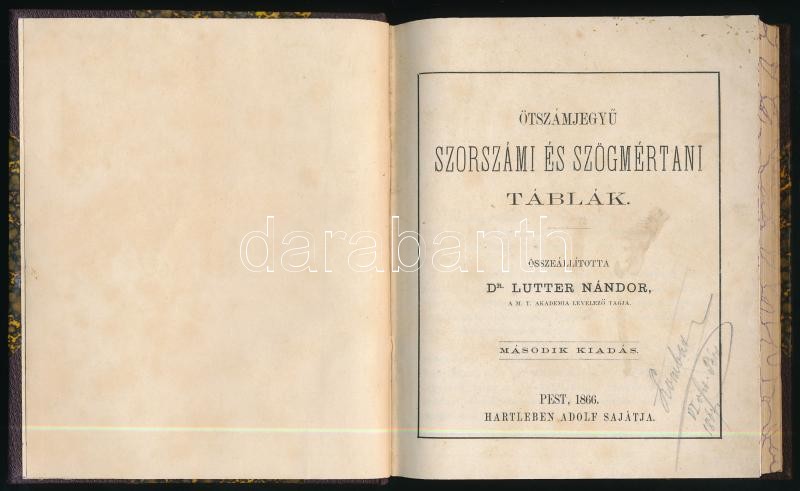 ÖTSZÁMJEGYŰ
SZORSZÁMI ÉS SZÖGMÉRTANI
TÁBLÁK.
ÖSSZEÁLLÍTOTTA
DR. LUTTER NÁNDOR,
A M. T. AKADEMIA LEVELEZŐ TAGJA.
MÁSODIK KIADÁS.
PEST, 1866.
HARTLEBEN ADOLF SAJÁTJA.
darabanth